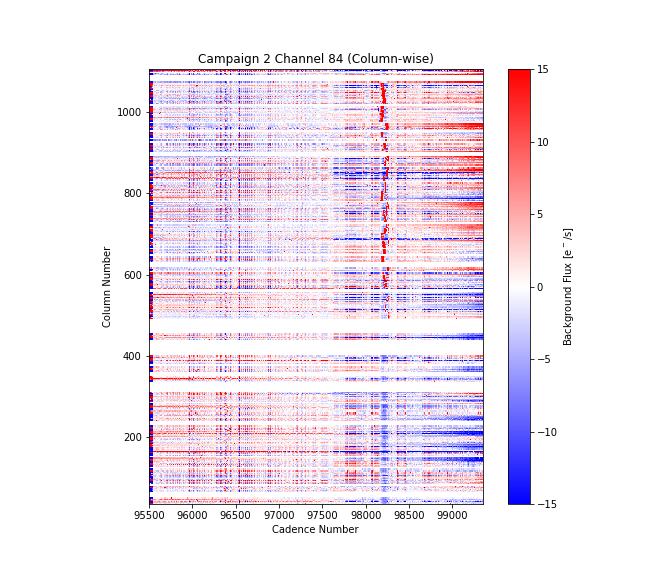 Campaign 2 Channel 84 (Column-wise)
1000
800
600
400
200
Column Number
95500 96000 96500 97000 97500 98000 98500 99000
Cadence Number
15
10
5
0
−5
−10
−15
Background Flux [e⁻/s]